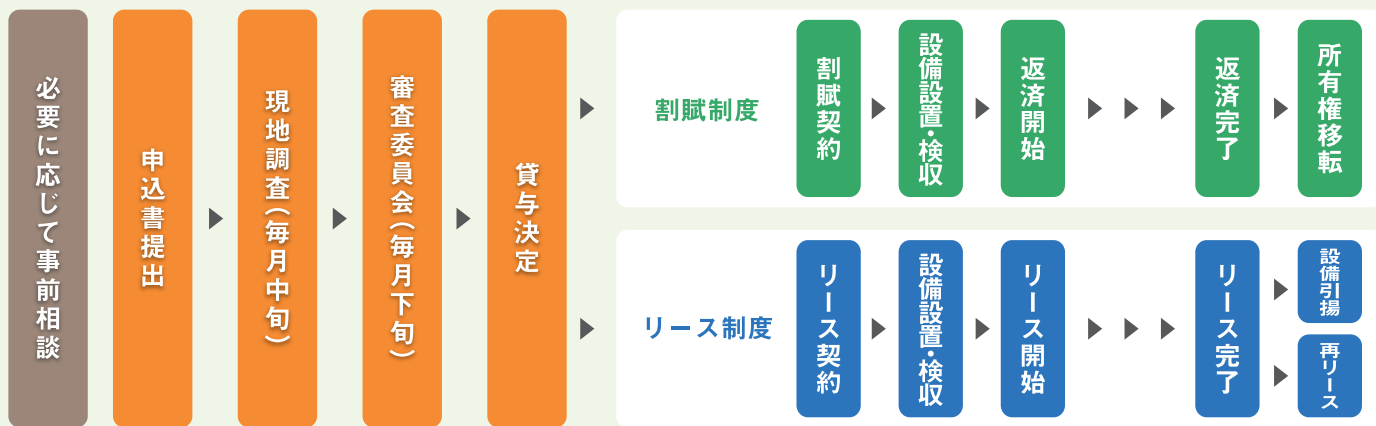 必要に応じて事前相談
申込書提出
現地調査(毎月中旬)
審査委員会(毎月下旬)
貸与決定
割賦制度
割賦契約
設備設置・検収
返済開始
返済完了
所有権移転
リース制度
リース契約
設備設置・検収
リース開始
リース完了
設備引揚
再リース